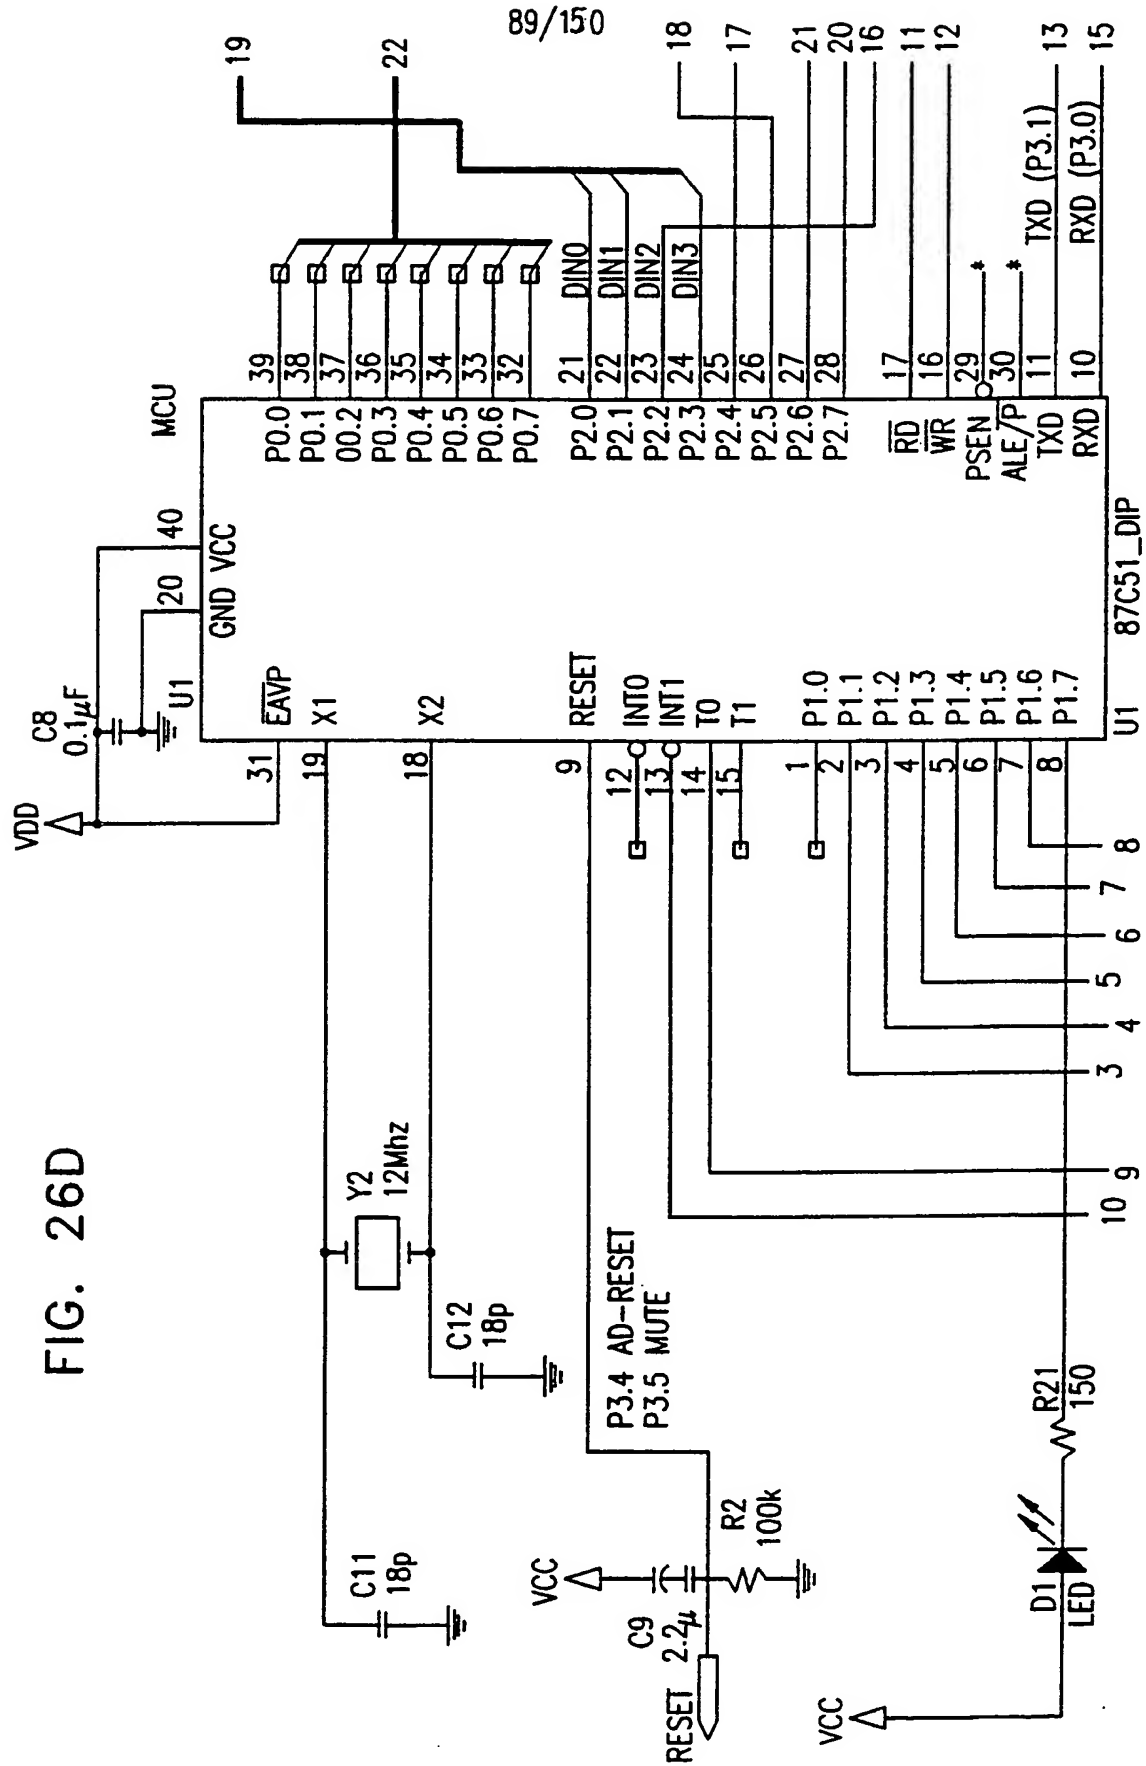 89/150
FIG. 26D
VDD
C8
0.1µF
U1
MCU
20
40
GND VCC
31
EAVP
19
X1
18
X2
9
RESET
12
INT0
13
INT1
14
T0
15
T1
1
P1.0
2
P1.1
3
P1.2
4
P1.3
5
P1.4
6
P1.5
7
P1.6
8
P1.7
P0.0
39
P0.1
38
O0.2
37
P0.3
36
P0.4
35
P0.5
34
P0.6
33
P0.7
32
P2.0
21
DIN0
P2.1
22
DIN1
P2.2
23
DIN2
P2.3
24
DIN3
P2.4
25
P2.5
26
P2.6
27
P2.7
28
RD
17
WR
16
PSEN
29
*
ALE/P
30
*
TXD
11
TXD (P3.1)
RXD
10
RXD (P3.0)
19
22
18
17
21
20
16
11
12
13
15
U1
87C51_DIP
Y2
12Mhz
C11
18p
C12
18p
P3.4 AD-RESET
P3.5 MUTE
VCC
C9
2.2µ
R2
100k
RESET
VCC
D1
LED
R21
150
10
9
3
4
5
6
7
8